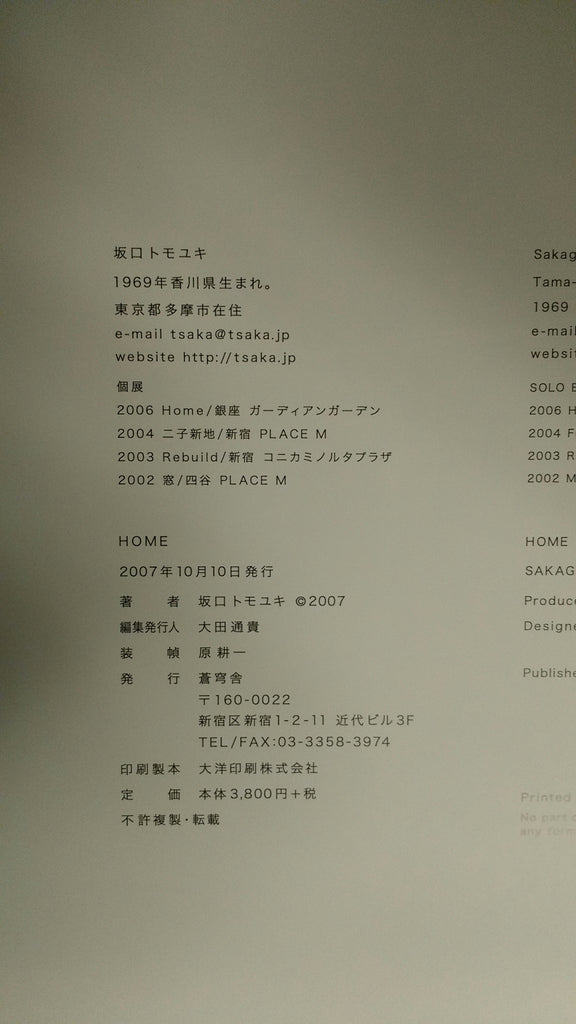 坂口トモユキ
1969年香川県生まれ。
東京都多摩市在住
e-mail tsaka@tsaka.jp
website http://tsaka.jp
個展
2006 Home/銀座 ガーディアンガーデン
2004 二子新地/新宿 PLACE M
2003 Rebuild/新宿 コニカミノルタプラザ
2002 窓/四谷 PLACE M
HOME
2007年10月10日発行
著 者 坂口トモユキ ©2007
編集発行人 大田通貴
装 幀 原 耕一
発 行 蒼穹舎
〒160-0022
新宿区新宿1-2-11 近代ビル3F
TEL/FAX:03-3358-3974
印刷製本 大洋印刷株式会社
定 価 本体3,800円+税
不許複製・転載
Sakag
Tama-
1969
e-mai
websi
SOLO E
2006 H
2004 F
2003 R
2002 M
HOME
SAKAG
Produce
Designe
Publishe
Printed
No part o
any form